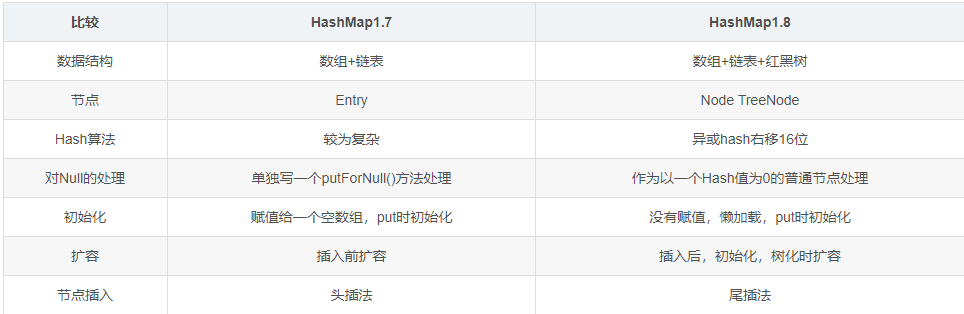 比较 HashMap1.7 HashMap1.8
数据结构 数组+链表 数组+链表+红黑树
节点 Entry Node TreeNode
Hash算法 较为复杂 异或hash右移16位
对Null的处理 单独写一个putForNull()方法处理 作为以一个Hash值为0的普通节点处理
初始化 赋值给一个空数组，put时初始化 没有赋值，懒加载，put时初始化
扩容 插入前扩容 插入后，初始化，树化时扩容
节点插入 头插法 尾插法